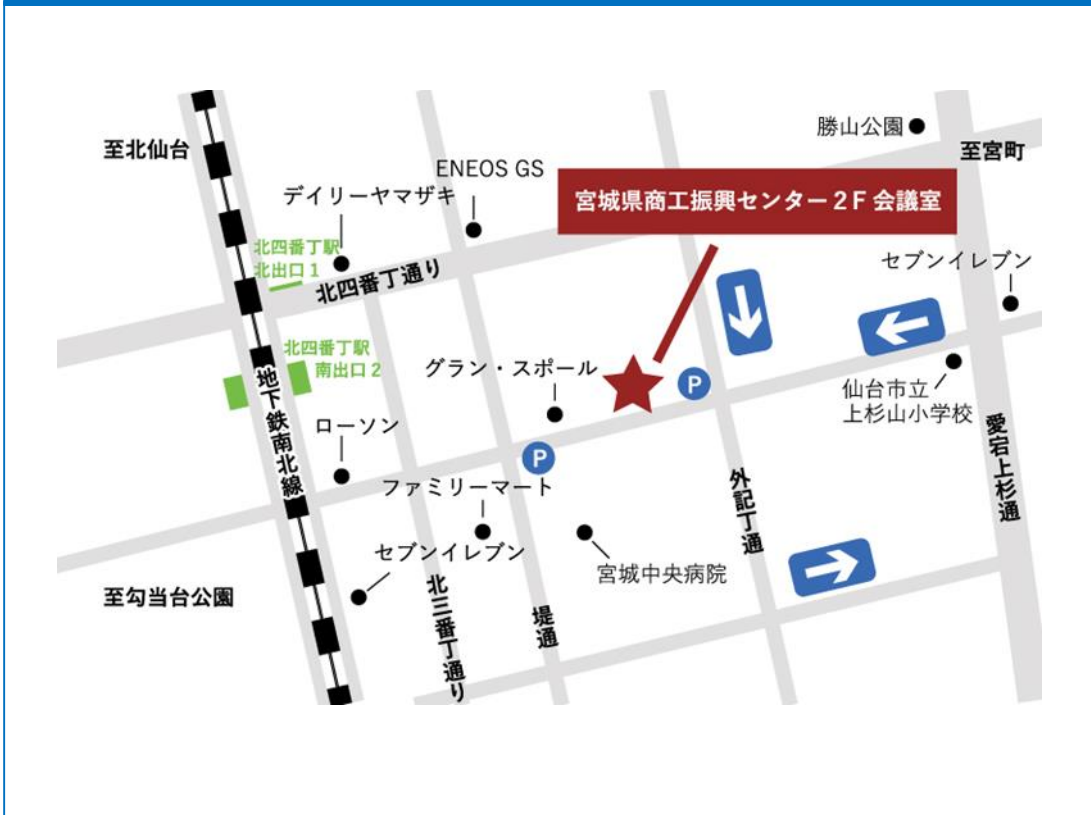 勝山公園
至北仙台
至宮町
ENEOS GS
デイリーヤマザキ
宮城県商工振興センター2F 会議室
北四番丁駅
北出口1
セブンイレブン
北四番丁通り
北四番丁駅
南出口2
グラン・スポール
P
仙台市立
上杉山小学校
地下鉄南北線
ローソン
愛宕上杉通
P
ファミリーマート
外記丁通
セブンイレブン
宮城中央病院
至勾当台公園
北三番丁通り
堤通